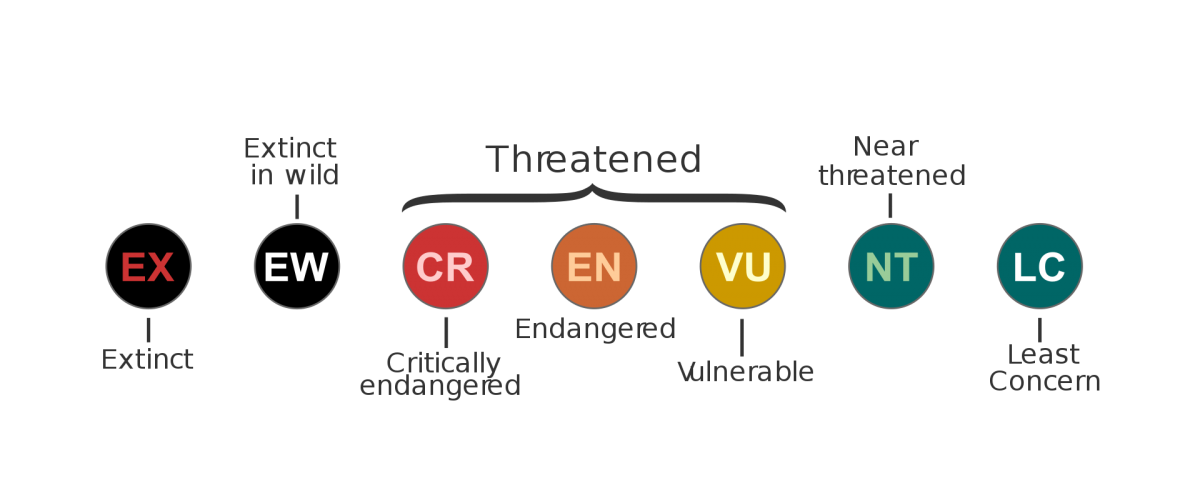 Extinct
in wild
Threatened
Near
threatened
EX
EW
CR
EN
VU
NT
LC
Extinct
Critically
endangered
Endangered
Vulnerable
Least
Concern